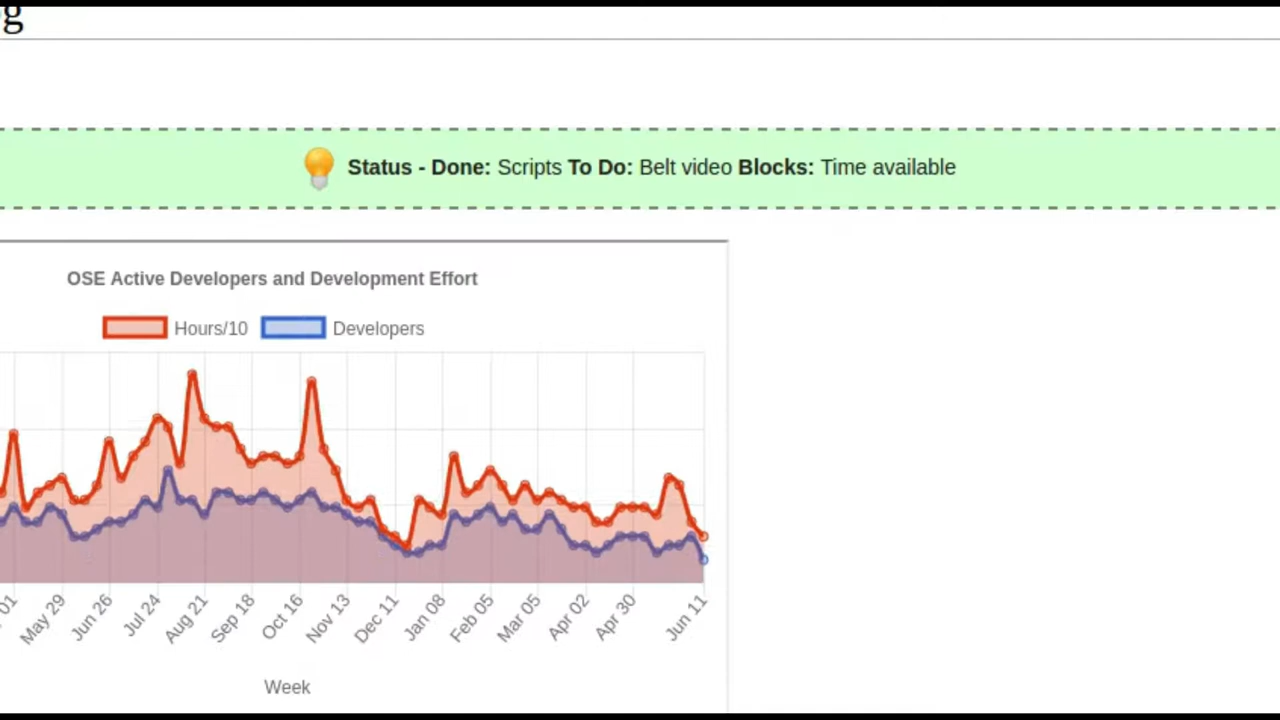 g
Status - Done: Scripts To Do: Belt video Blocks: Time available
OSE Active Developers and Development Effort
Hours/10 Developers
01 May 29 Jun 26 Jul 24 Aug 21 Sep 18 Oct 16 Nov 13 Dec 11 Jan 08 Feb 05 Mar 05 Apr 02 Apr 30 Jun 11
Week